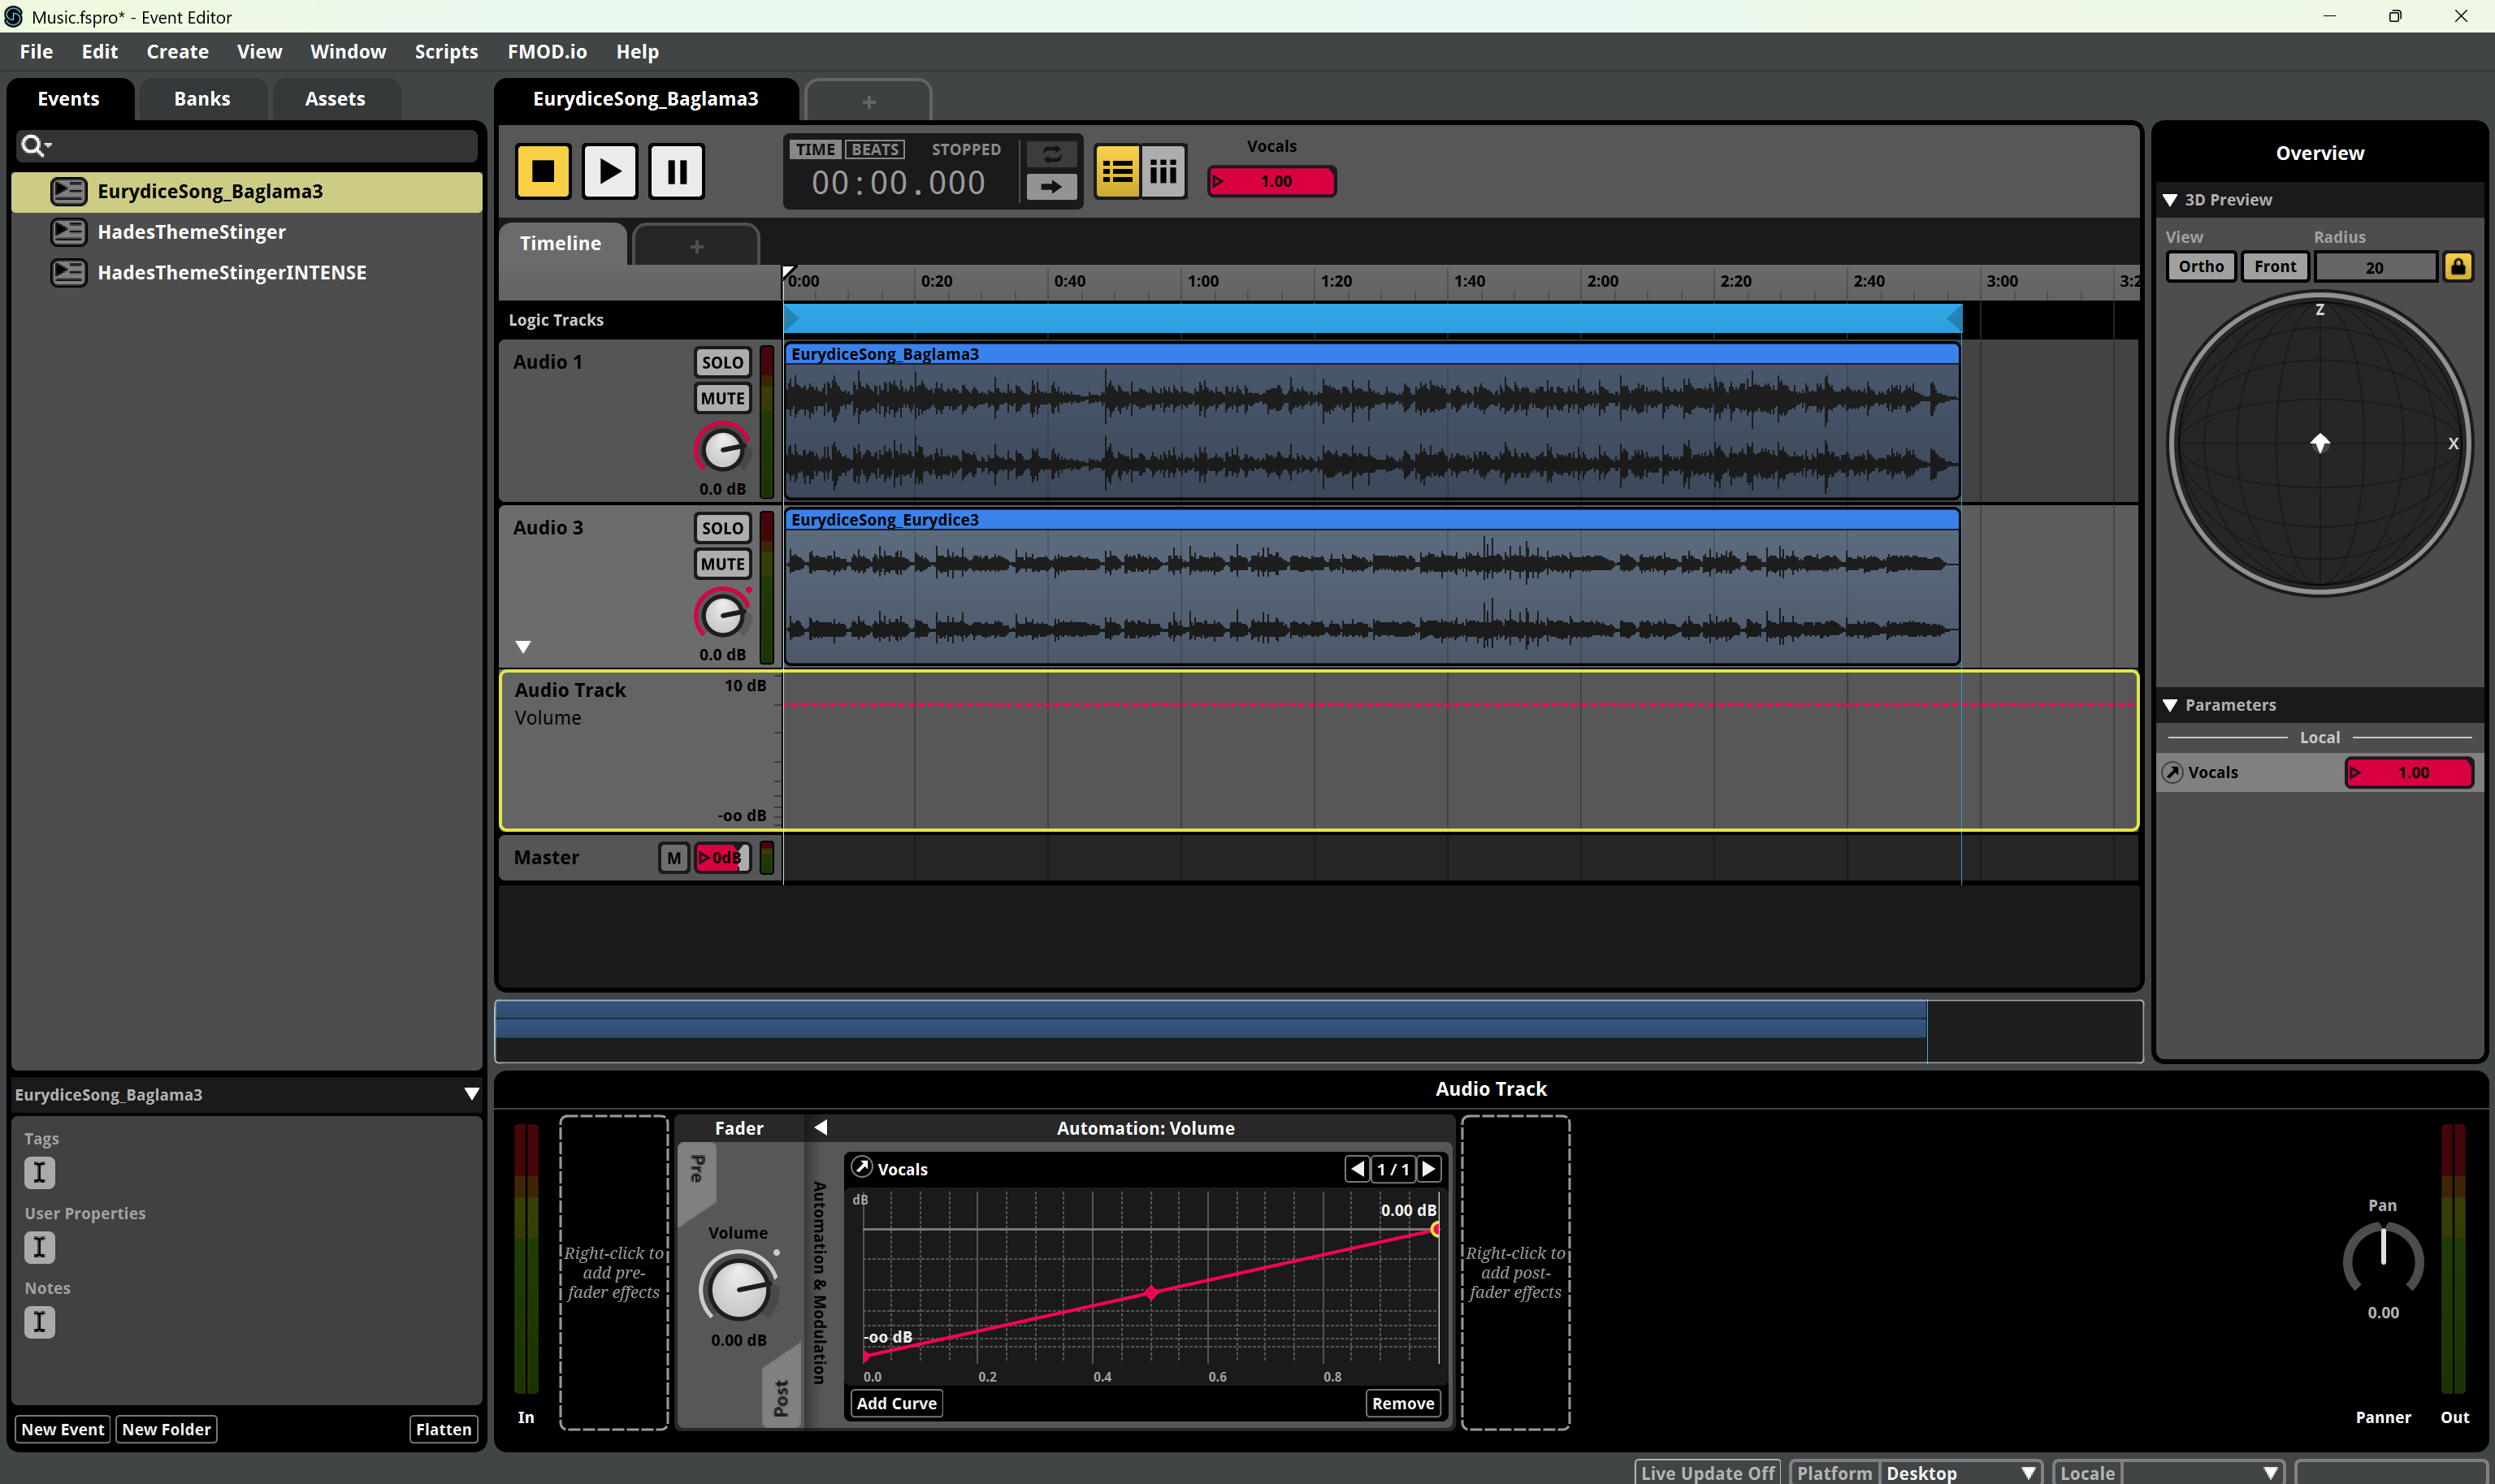 Music.fspro* - Event Editor
File Edit Create View Window Scripts FMOD.io Help
Events Banks Assets
EurydiceSong_Baglama3
HadesThemeStinger
HadesThemeStingerINTENSE
EurydiceSong_Baglama3 +
TIME BEATS STOPPED
00:00.000
Vocals
1.00
Timeline +
0:00 0:20 0:40 1:00 1:20 1:40 2:00 2:20 2:40 3:00 3:2
Logic Tracks
Audio 1
SOLO
MUTE
0.0 dB
EurydiceSong_Baglama3
Audio 3
SOLO
MUTE
0.0 dB
EurydiceSong_Eurydice3
Audio Track
Volume
10 dB
-oo dB
Master M 0dB
Overview
3D Preview
View Radius
Ortho Front 20
Z
X
Parameters
Local
Vocals 1.00
EurydiceSong_Baglama3
Tags
User Properties
Notes
New Event New Folder Flatten
Audio Track
In
Right-click to
add pre-
fader effects
Fader
Pre
Volume
0.00 dB
Post
Automation & Modulation
Automation: Volume
Vocals 1 / 1
dB
0.00 dB
-oo dB
0.0 0.2 0.4 0.6 0.8
Add Curve Remove
Right-click to
add post-
fader effects
Pan
0.00
Panner Out
Live Update Off Platform Desktop Locale